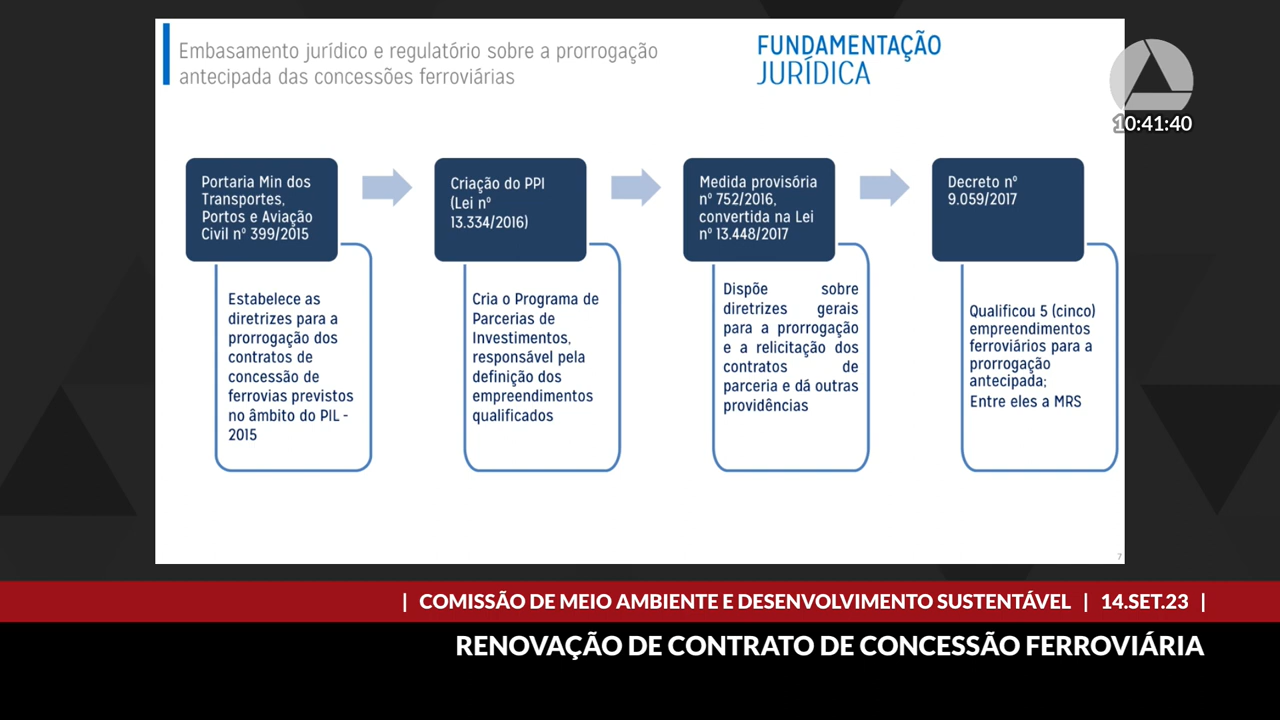 Embasamento jurídico e regulatório sobre a prorrogação
antecipada das concessões ferroviárias
FUNDAMENTAÇÃO
JURÍDICA
10:41:40
Portaria Min dos
Transportes,
Portos e Aviação
Civil nº 399/2015
Estabelece as
diretrizes para a
prorrogação dos
contratos de
concessão de
ferrovias previstos
no âmbito do PIL -
2015
Criação do PPI
(Lei nº
13.334/2016)
Cria o Programa de
Parcerias de
Investimentos,
responsável pela
definição dos
empreendimentos
qualificados
Medida provisória
nº 752/2016,
convertida na Lei
nº 13.448/2017
Dispõe sobre
diretrizes gerais
para a prorrogação
e a relicitação dos
contratos de
parceria e dá outras
providências
Decreto nº
9.059/2017
Qualificou 5 (cinco)
empreendimentos
ferroviários para a
prorrogação
antecipada;
Entre eles a MRS
7
| COMISSÃO DE MEIO AMBIENTE E DESENVOLVIMENTO SUSTENTÁVEL | 14.SET.23 |
RENOVAÇÃO DE CONTRATO DE CONCESSÃO FERROVIÁRIA